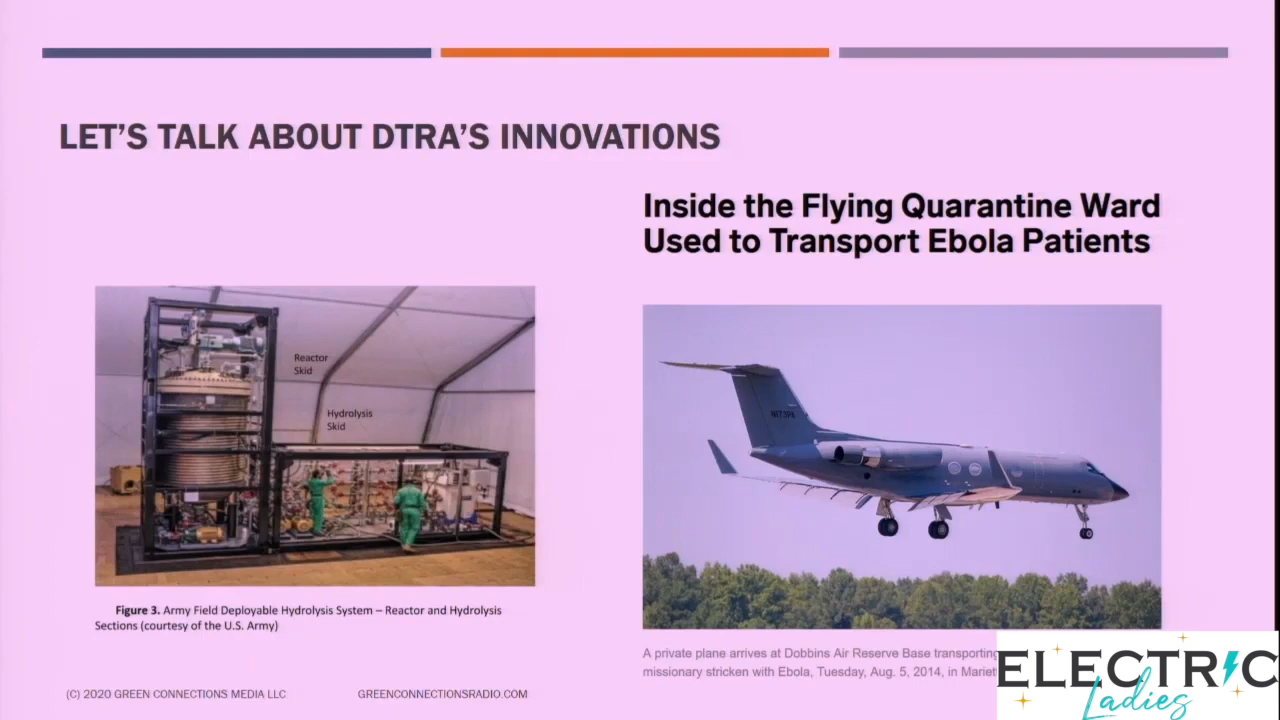 LET'S TALK ABOUT DTRA'S INNOVATIONS
Inside the Flying Quarantine Ward
Used to Transport Ebola Patients
Reactor
Skid
Hydrolysis
Skid
Figure 3. Army Field Deployable Hydrolysis System – Reactor and Hydrolysis
Sections (courtesy of the U.S. Army)
A private plane arrives at Dobbins Air Reserve Base transporting
missionary stricken with Ebola, Tuesday, Aug. 5, 2014, in
(C) 2020 GREEN CONNECTIONS MEDIA LLC
GREENCONNECTIONSRADIO.COM
ELECTRIC
Ladies